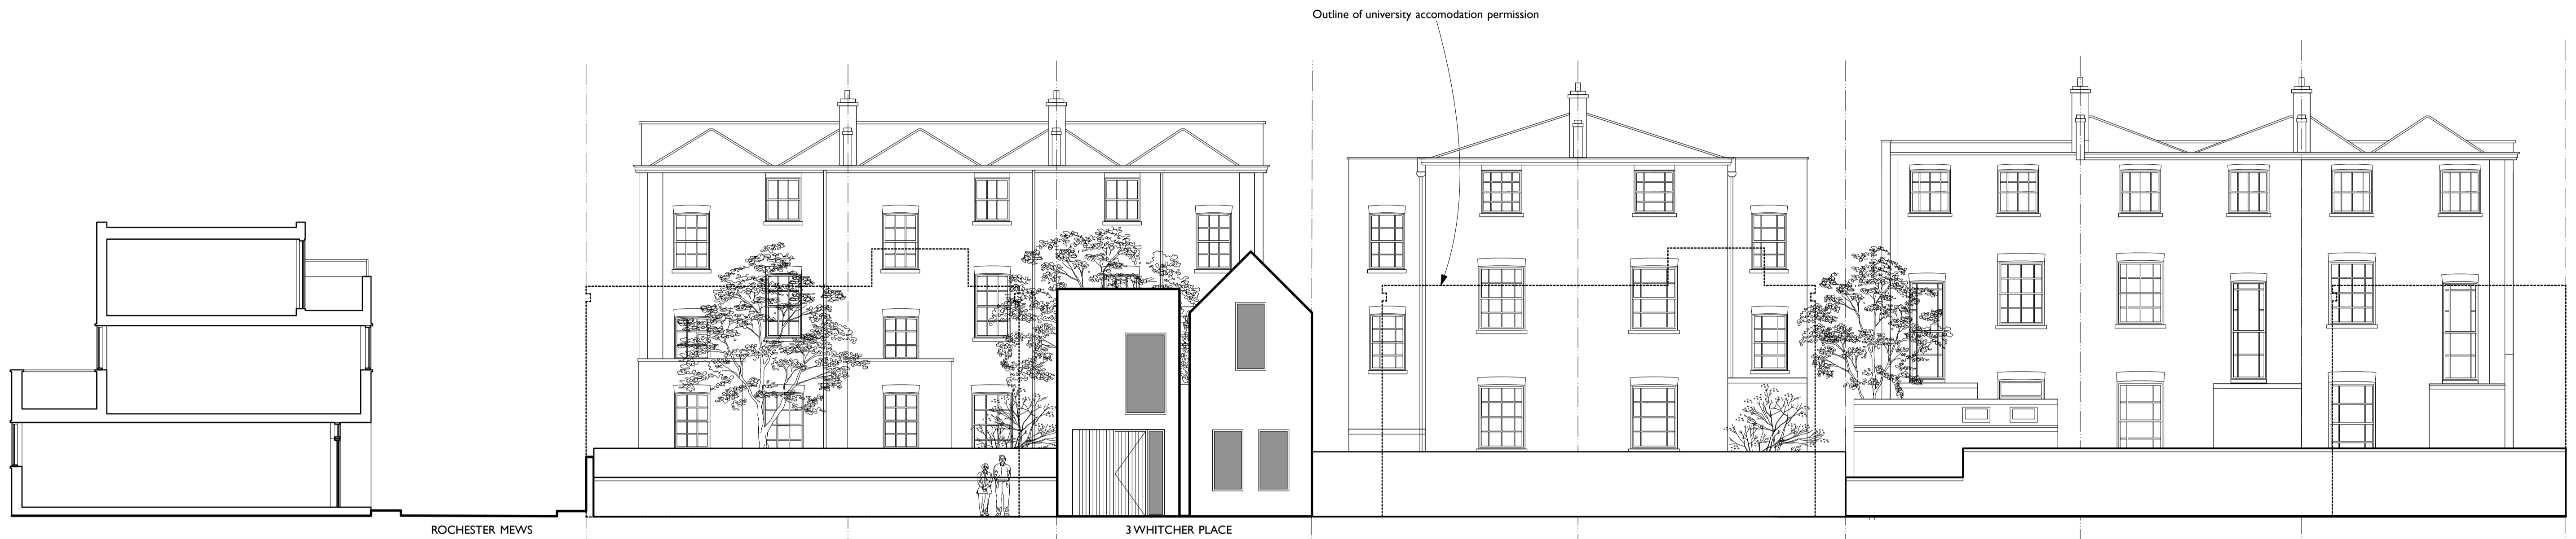 Outline of university accomodation permission
ROCHESTER MEWS
3 WHITCHER PLACE